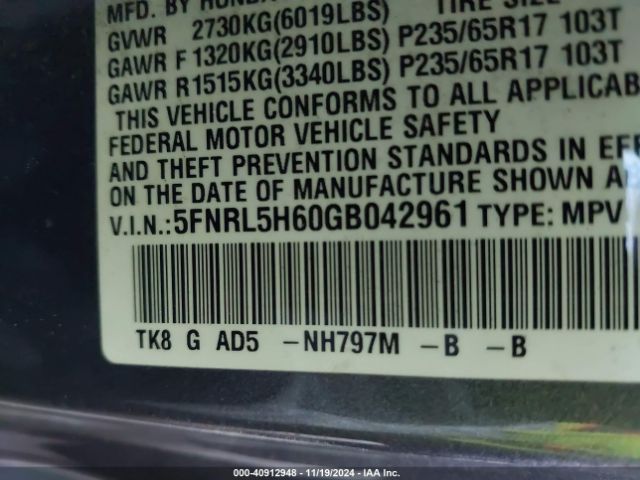 MFD. BY HONDA
TIRE SIZE
GVWR 2730KG(6019LBS)
GAWR F 1320KG(2910LBS) P235/65R17 103T
GAWR R1515KG(3340LBS) P235/65R17 103T
THIS VEHICLE CONFORMS TO ALL APPLICAB
FEDERAL MOTOR VEHICLE SAFETY
AND THEFT PREVENTION STANDARDS IN EFF
ON THE DATE OF MANUFACTURE SHOWN A
V.I.N.:5FNRL5H60GB042961 TYPE: MPV
TK8 G AD5 -NH797M -B -B
000-40912948 - 11/19/2024 - IAA Inc.